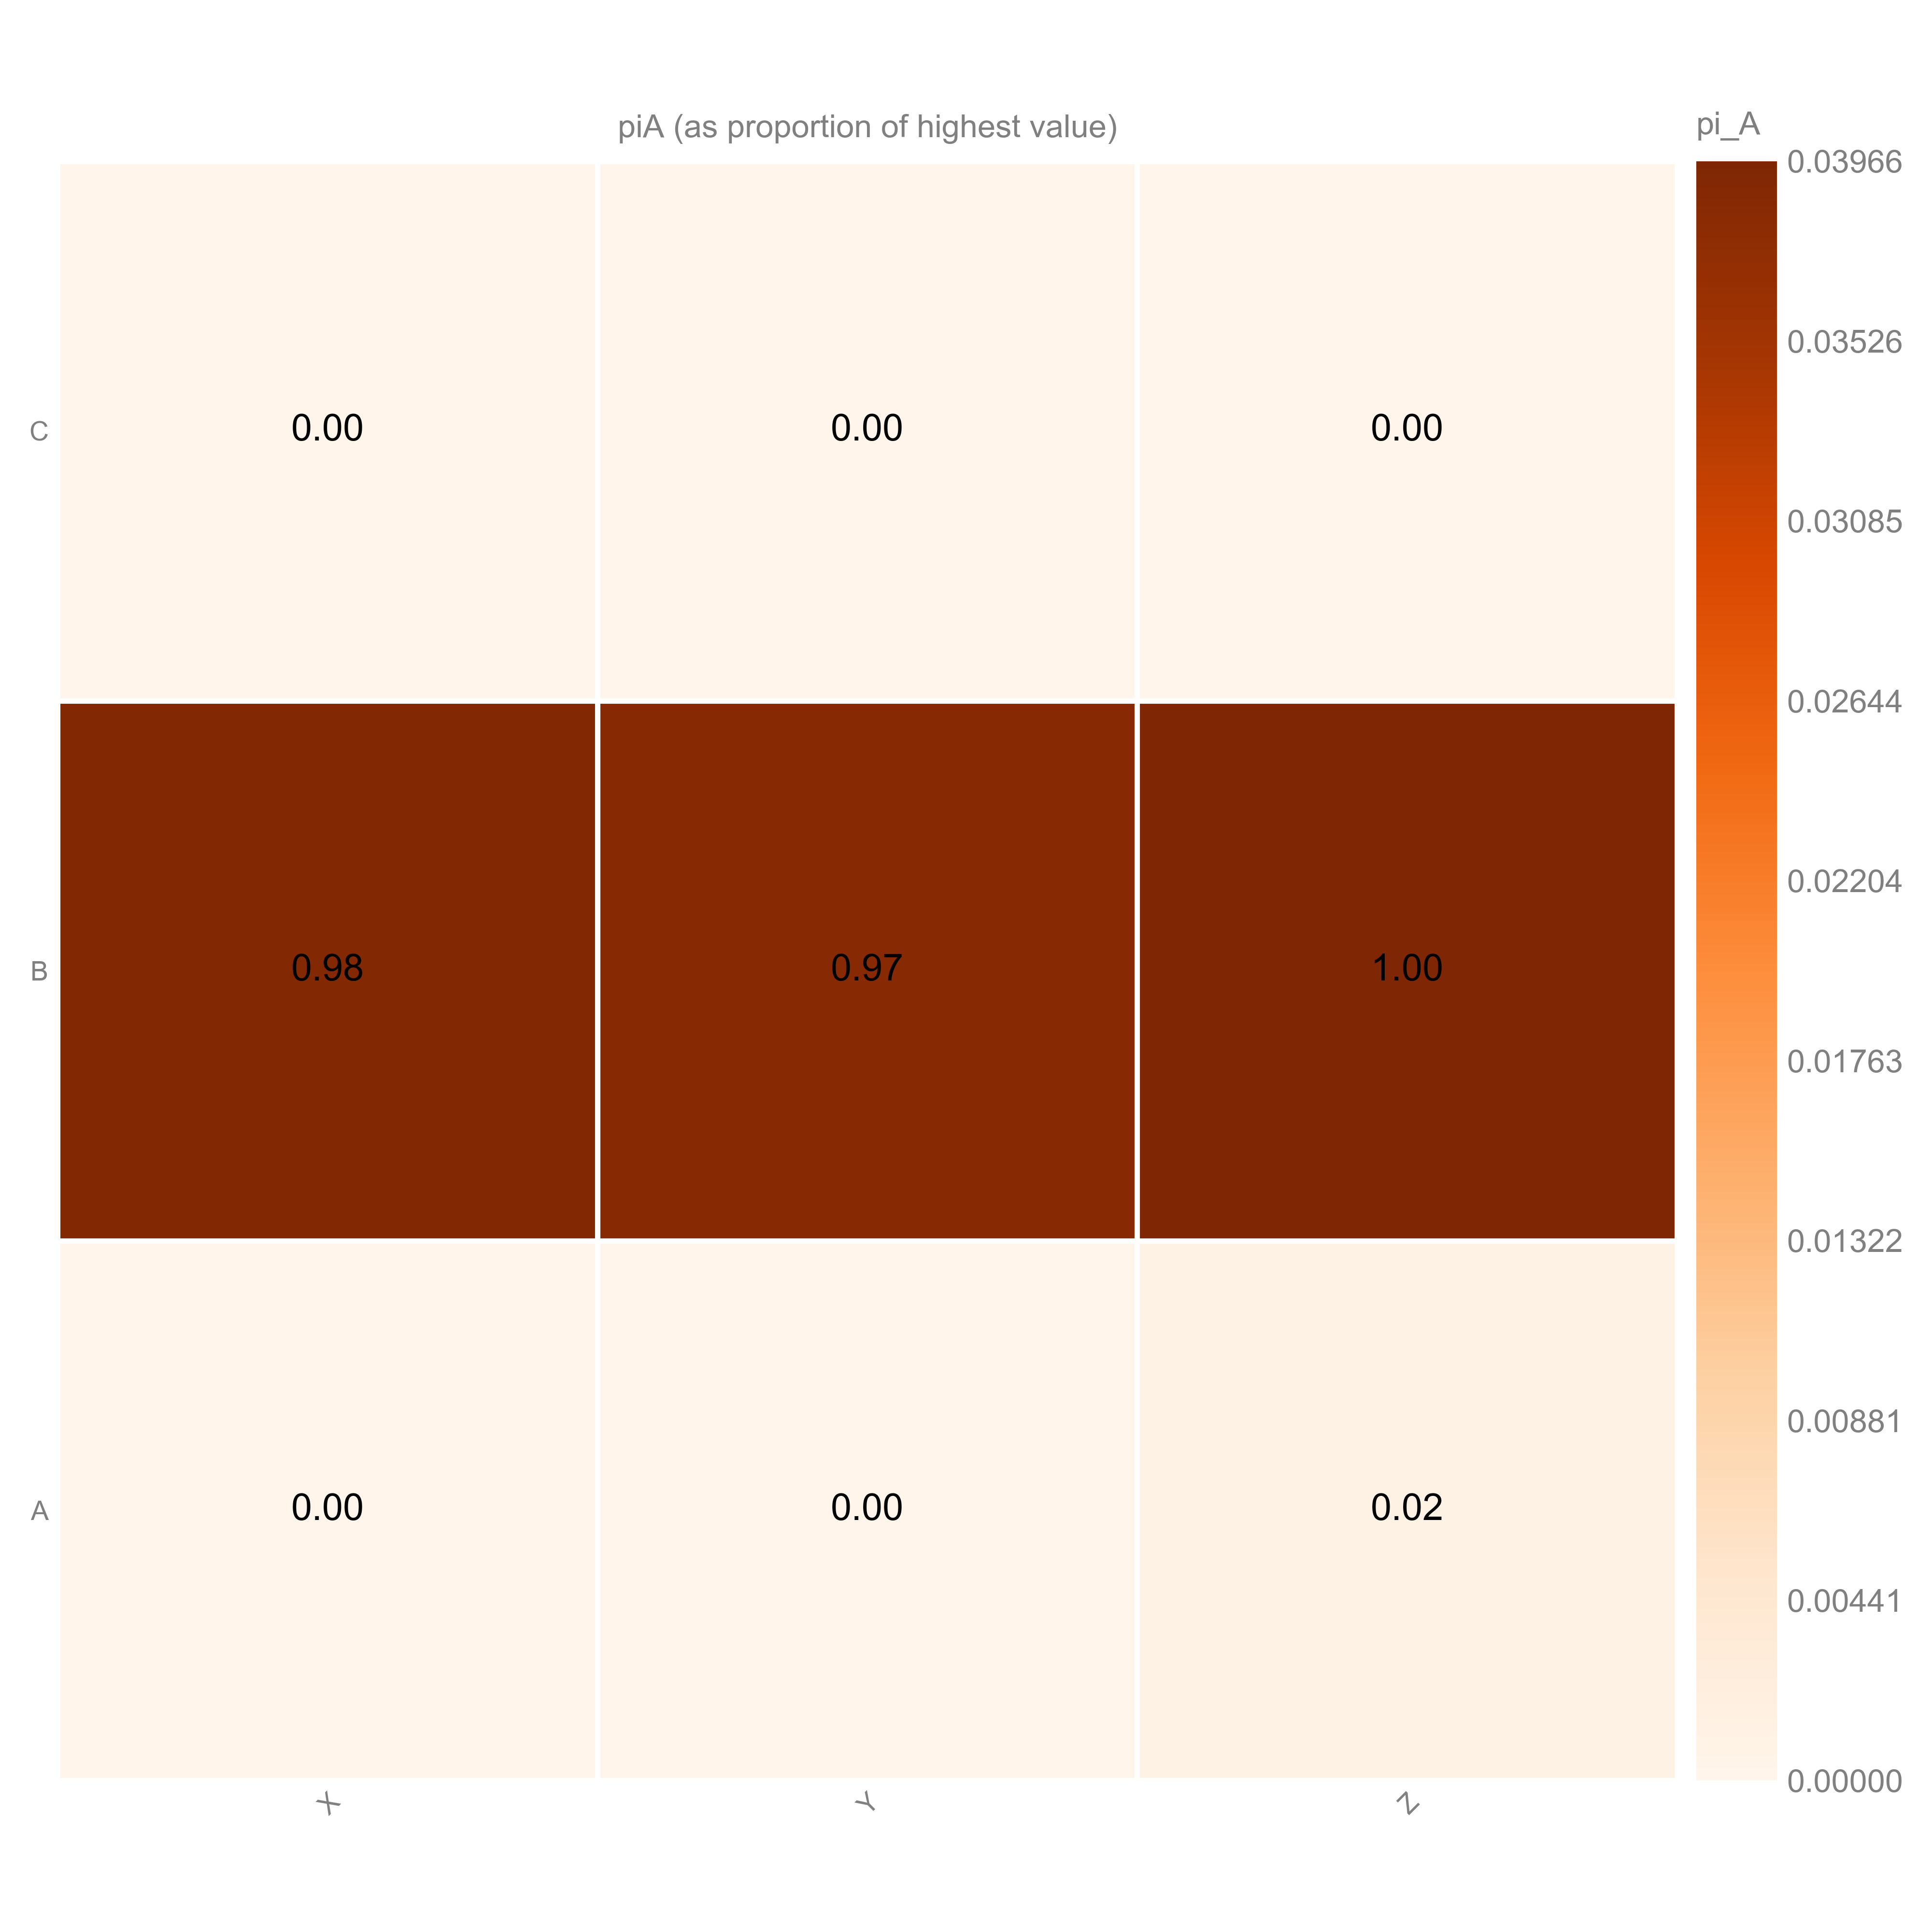 piA (as proportion of highest value)
pi_A
0.03966
0.03526
0.03085
0.02644
0.02204
0.01763
0.01322
0.00881
0.00441
0.00000
C
0.00 0.00 0.00
B
0.98 0.97 1.00
A
0.00 0.00 0.02
X Y Z